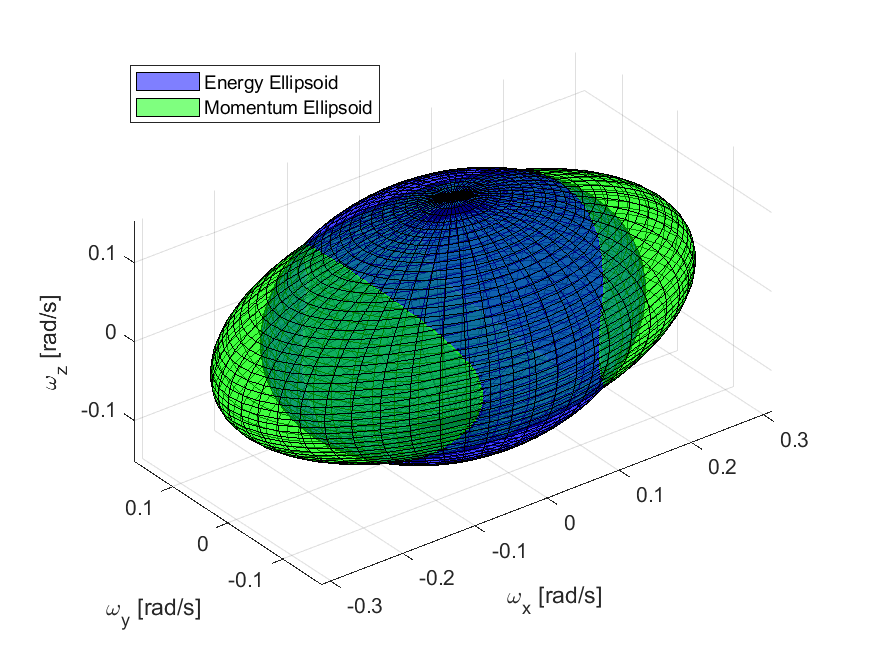 Energy Ellipsoid
Momentum Ellipsoid
0.1
0
-0.1
ω_z [rad/s]
0.1
0
-0.1
ω_y [rad/s]
-0.3
-0.2
-0.1
0
0.1
0.2
0.3
ω_x [rad/s]